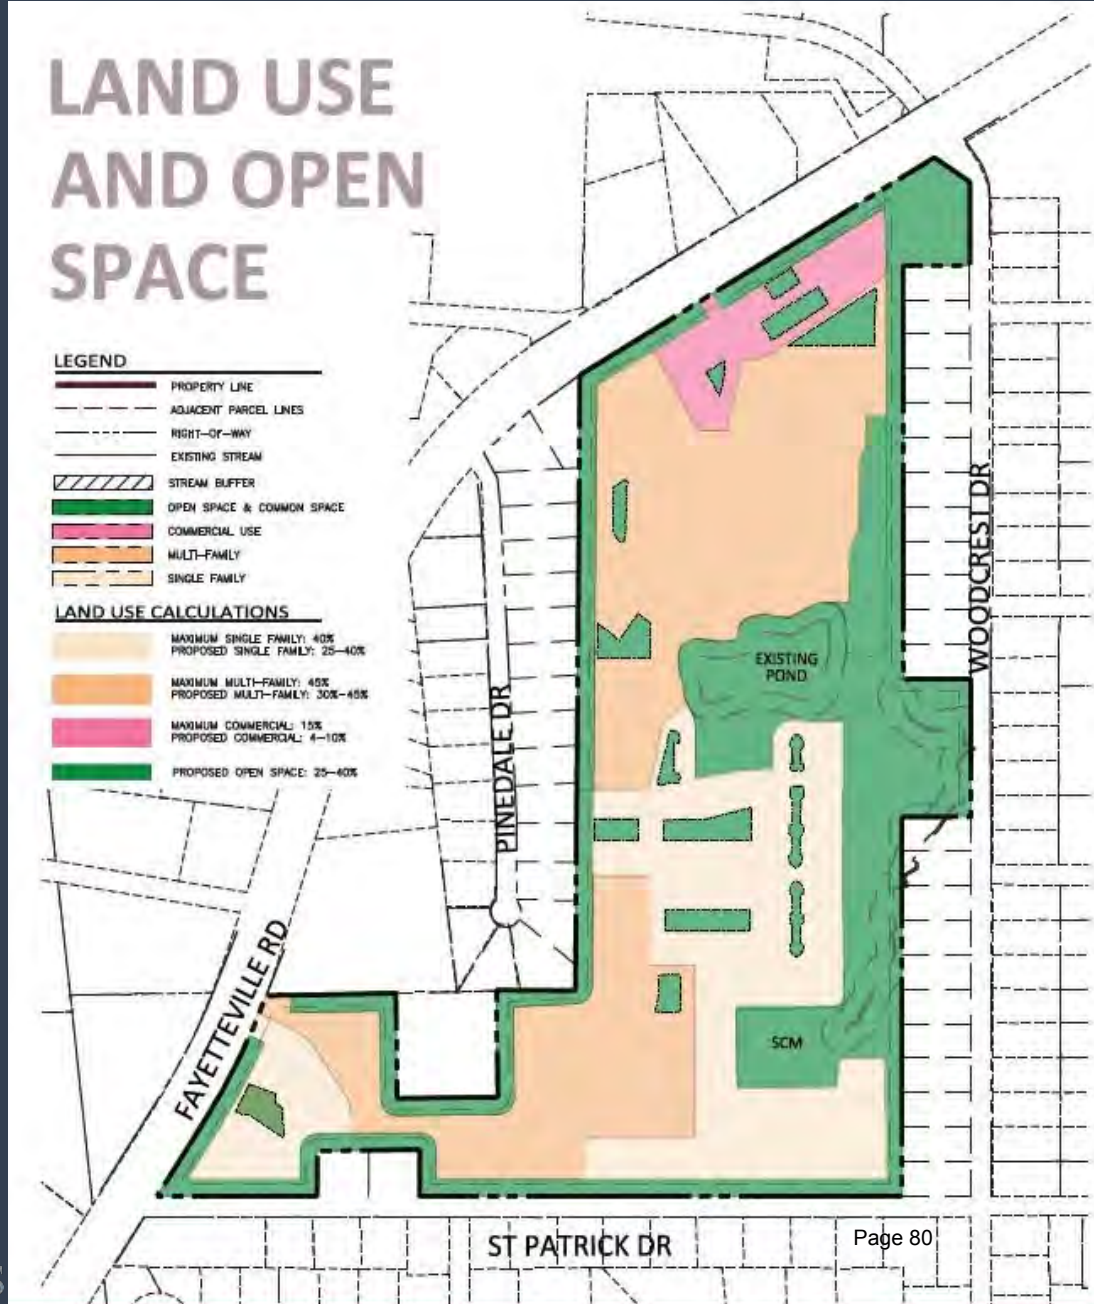 LAND USE
AND OPEN
SPACE
LEGEND
PROPERTY LINE
ADJACENT PARCEL LINES
RIGHT-OF-WAY
EXISTING STREAM
STREAM BUFFER
OPEN SPACE & COMMON SPACE
COMMERCIAL USE
MULTI-FAMILY
SINGLE FAMILY
LAND USE CALCULATIONS
MAXIMUM SINGLE FAMILY: 40%
PROPOSED SINGLE FAMILY: 25-40%
MAXIMUM MULTI-FAMILY: 45%
PROPOSED MULTI-FAMILY: 30%-45%
MAXIMUM COMMERCIAL: 15%
PROPOSED COMMERCIAL: 4-10%
PROPOSED OPEN SPACE: 25-40%
WOODCREST DR
EXISTING
POND
PINEDALE DR
FAYETTEVILLE RD
SCM
ST PATRICK DR
Page 80